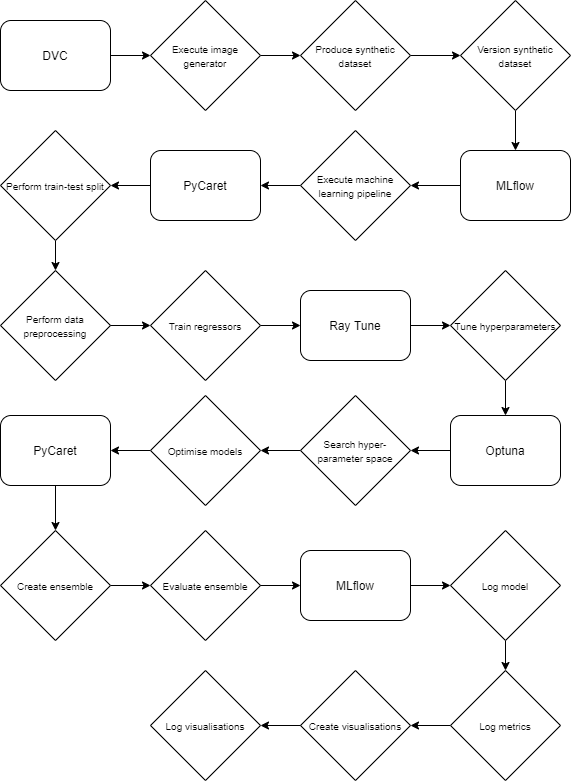 DVC
Execute image
generator
Produce synthetic
dataset
Version synthetic
dataset
MLflow
Execute machine
learning pipeline
PyCaret
Perform train-test split
Perform data
preprocessing
Train regressors
Ray Tune
Tune hyperparameters
Optuna
Search hyper-
parameter space
Optimise models
PyCaret
Create ensemble
Evaluate ensemble
MLflow
Log model
Log metrics
Create visualisations
Log visualisations